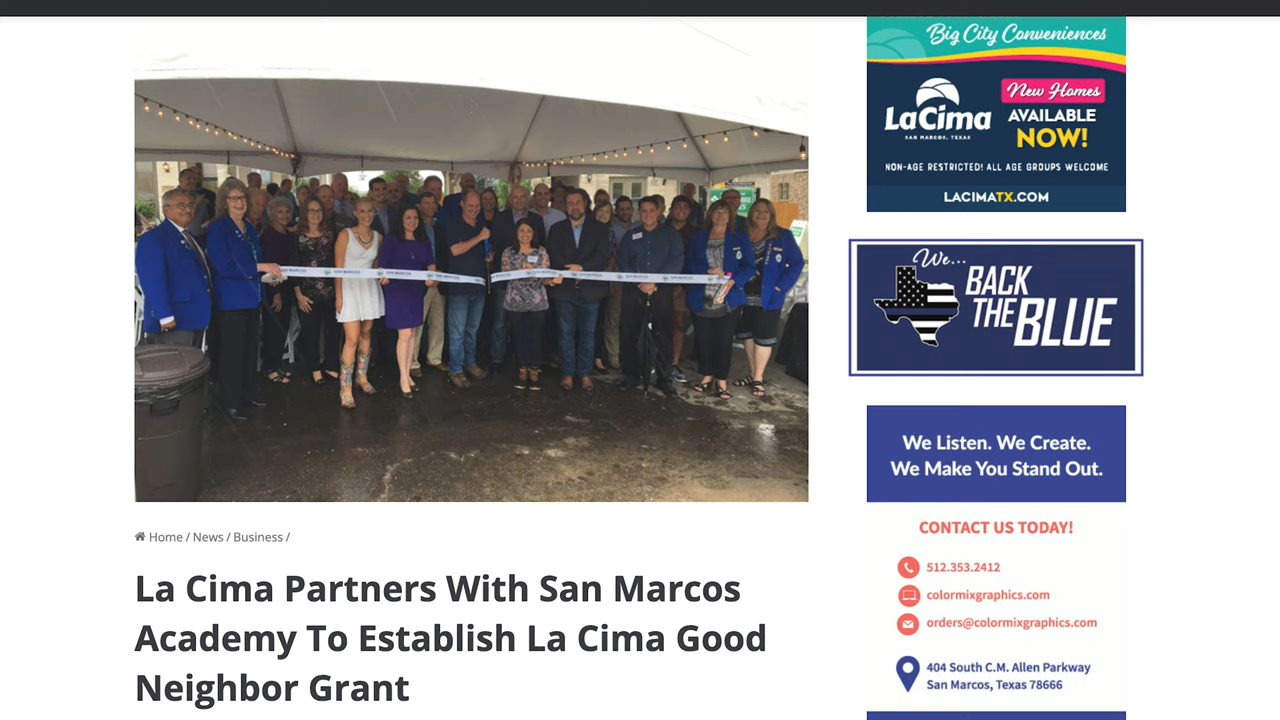 Big City Conveniences
LaCima
SAN MARCOS, TEXAS
New Homes
AVAILABLE
NOW!
NON-AGE RESTRICTED! ALL AGE GROUPS WELCOME
LACIMATX.COM
We...
BACK
THE BLUE
We Listen. We Create.
We Make You Stand Out.
CONTACT US TODAY!
512.353.2412
colormixgraphics.com
orders@colormixgraphics.com
404 South C.M. Allen Parkway
San Marcos, Texas 78666
Home / News / Business /
La Cima Partners With San Marcos
Academy To Establish La Cima Good
Neighbor Grant